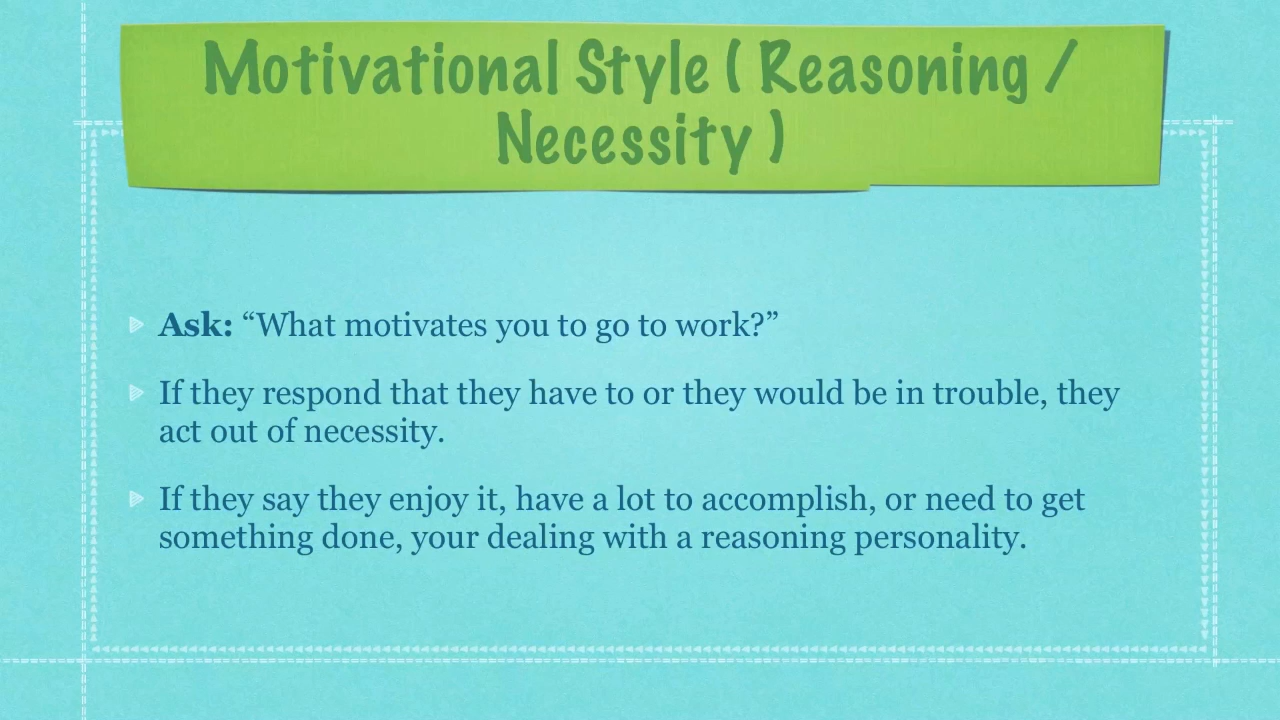 Motivational Style ( Reasoning /
Necessity )
Ask: “What motivates you to go to work?”
If they respond that they have to or they would be in trouble, they
act out of necessity.
If they say they enjoy it, have a lot to accomplish, or need to get
something done, your dealing with a reasoning personality.